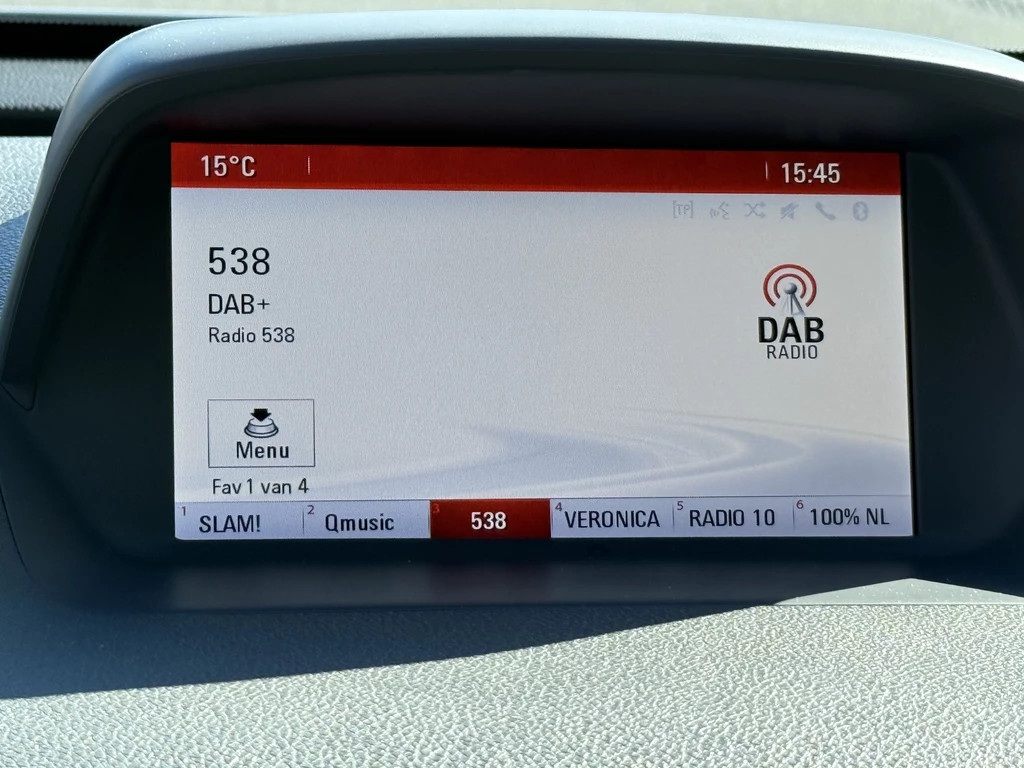 15°C 15:45
[TP]
538
DAB+
Radio 538
DAB
RADIO
Menu
Fav 1 van 4
1 SLAM! 2 Qmusic 3 538 4 VERONICA 5 RADIO 10 6 100% NL